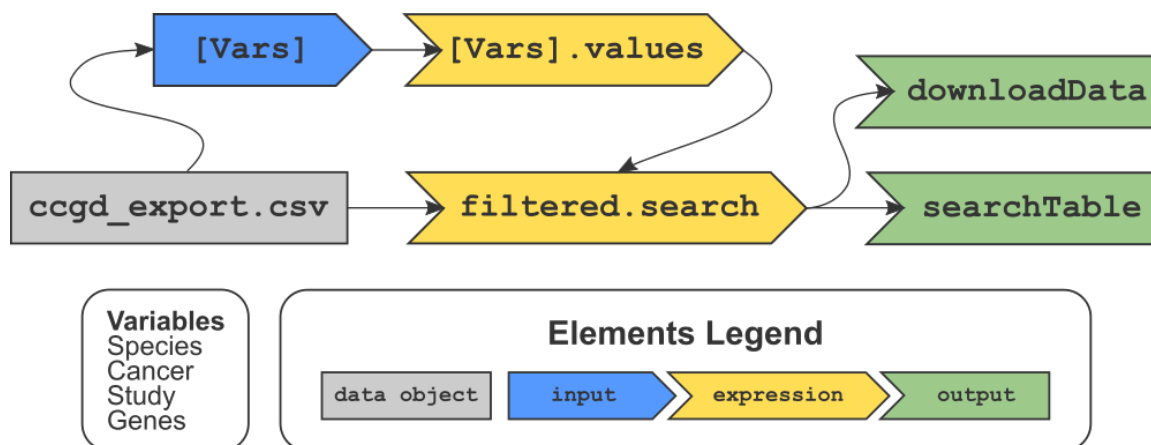 [Vars]
[Vars].values
downloadData
ccgd_export.csv
filtered.search
searchTable
Variables
Species
Cancer
Study
Genes
Elements Legend
data object
input
expression
output